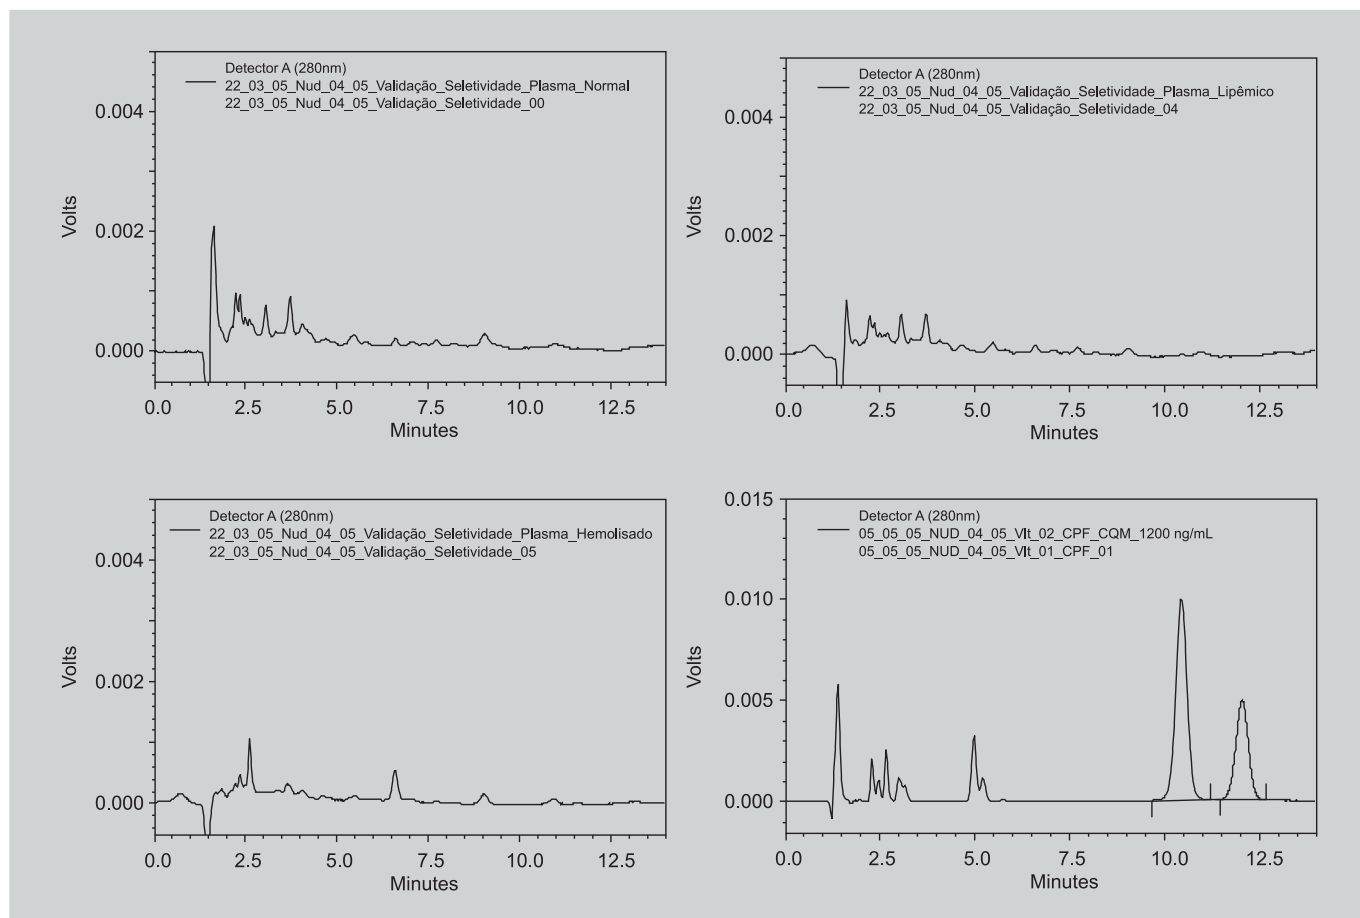 Detector A (280nm)
22_03_05_Nud_04_05_Validação_Seletividade_Plasma_Normal
22_03_05_Nud_04_05_Validação_Seletividade_00
0.004
0.002
0.000
Volts
0.0 2.5 5.0 7.5 10.0 12.5
Minutes
Detector A (280nm)
22_03_05_Nud_04_05_Validação_Seletividade_Plasma_Lipêmico
22_03_05_Nud_04_05_Validação_Seletividade_04
0.004
0.002
0.000
Volts
0.0 2.5 5.0 7.5 10.0 12.5
Minutes
Detector A (280nm)
22_03_05_Nud_04_05_Validação_Seletividade_Plasma_Hemolisado
22_03_05_Nud_04_05_Validação_Seletividade_05
0.004
0.002
0.000
Volts
0.0 2.5 5.0 7.5 10.0 12.5
Minutes
Detector A (280nm)
05_05_05_NUD_04_05_Vlt_02_CPF_CQM_1200 ng/mL
05_05_05_NUD_04_05_Vlt_01_CPF_01
0.015
0.010
0.005
0.000
Volts
0.0 2.5 5.0 7.5 10.0 12.5
Minutes